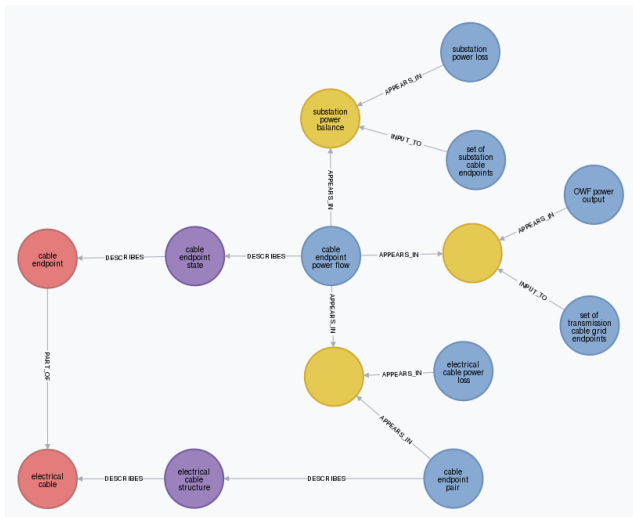 substation
power loss
APPEARS_IN
substation
power
balance
INPUT_TO
set of
substation
cable
endpoints
OWF power
output
APPEARS_IN
APPEARS_IN
cable
endpoint
DESCRIBES
cable
endpoint
state
DESCRIBES
cable
endpoint
power flow
APPEARS_IN
INPUT_TO
set of
transmission
cable grid
endpoints
APPEARS_IN
PART_OF
electrical
cable power
loss
APPEARS_IN
APPEARS_IN
electrical
cable
DESCRIBES
electrical
cable
structure
DESCRIBES
cable
endpoint
pair